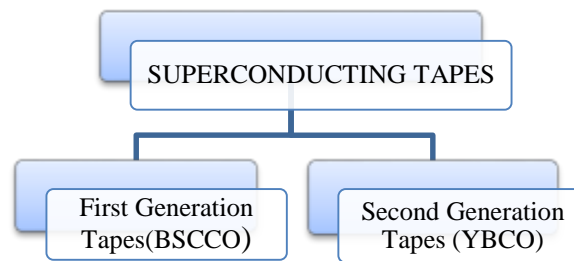 SUPERCONDUCTING TAPES
First Generation
Tapes(BSCCO)
Second Generation
Tapes (YBCO)